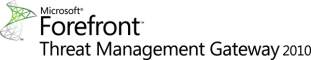 Microsoft®
Forefront™
Threat Management Gateway 2010